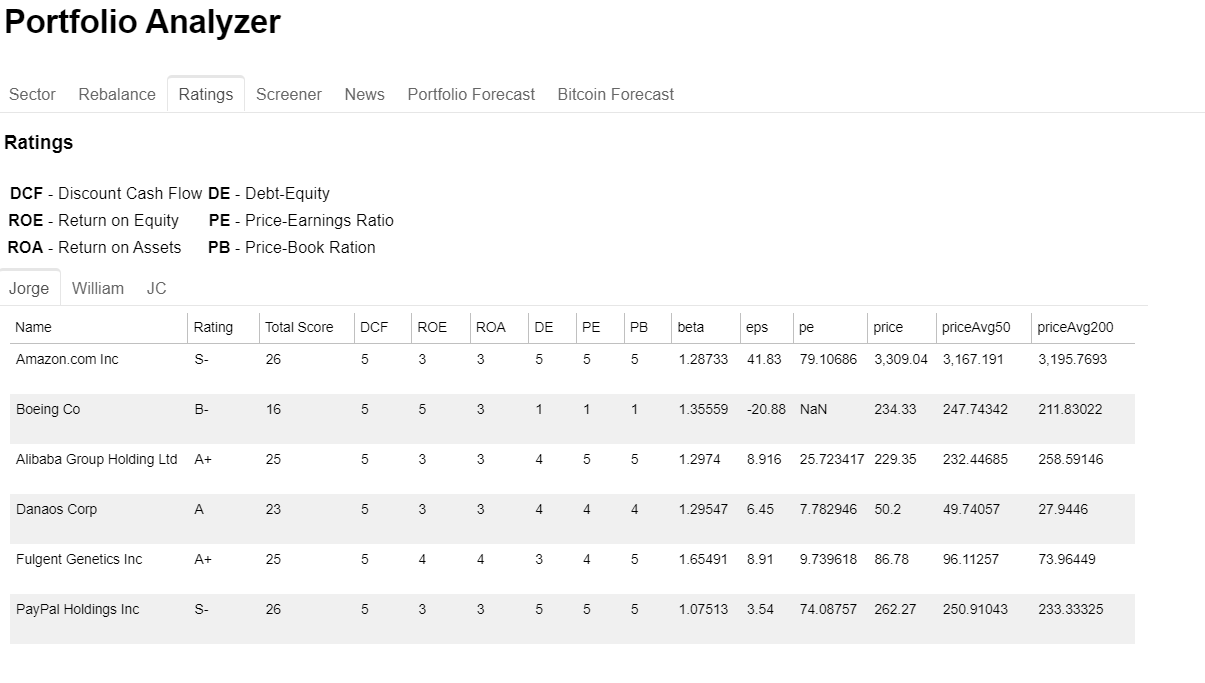 Portfolio Analyzer
Sector Rebalance Ratings Screener News Portfolio Forecast Bitcoin Forecast
Ratings
DCF - Discount Cash Flow DE - Debt-Equity
ROE - Return on Equity PE - Price-Earnings Ratio
ROA - Return on Assets PB - Price-Book Ration
Jorge William JC
Name Rating Total Score DCF ROE ROA DE PE PB beta eps pe price priceAvg50 priceAvg200
Amazon.com Inc S- 26 5 3 3 5 5 5 1.28733 41.83 79.10686 3,309.04 3,167.191 3,195.7693
Boeing Co B- 16 5 5 3 1 1 1 1.35559 -20.88 NaN 234.33 247.74342 211.83022
Alibaba Group Holding Ltd A+ 25 5 3 3 4 5 5 1.2974 8.916 25.723417 229.35 232.44685 258.59146
Danaos Corp A 23 5 3 3 4 4 4 1.29547 6.45 7.782946 50.2 49.74057 27.9446
Fulgent Genetics Inc A+ 25 5 4 4 3 4 5 1.65491 8.91 9.739618 86.78 96.11257 73.96449
PayPal Holdings Inc S- 26 5 3 3 5 5 5 1.07513 3.54 74.08757 262.27 250.91043 233.33325